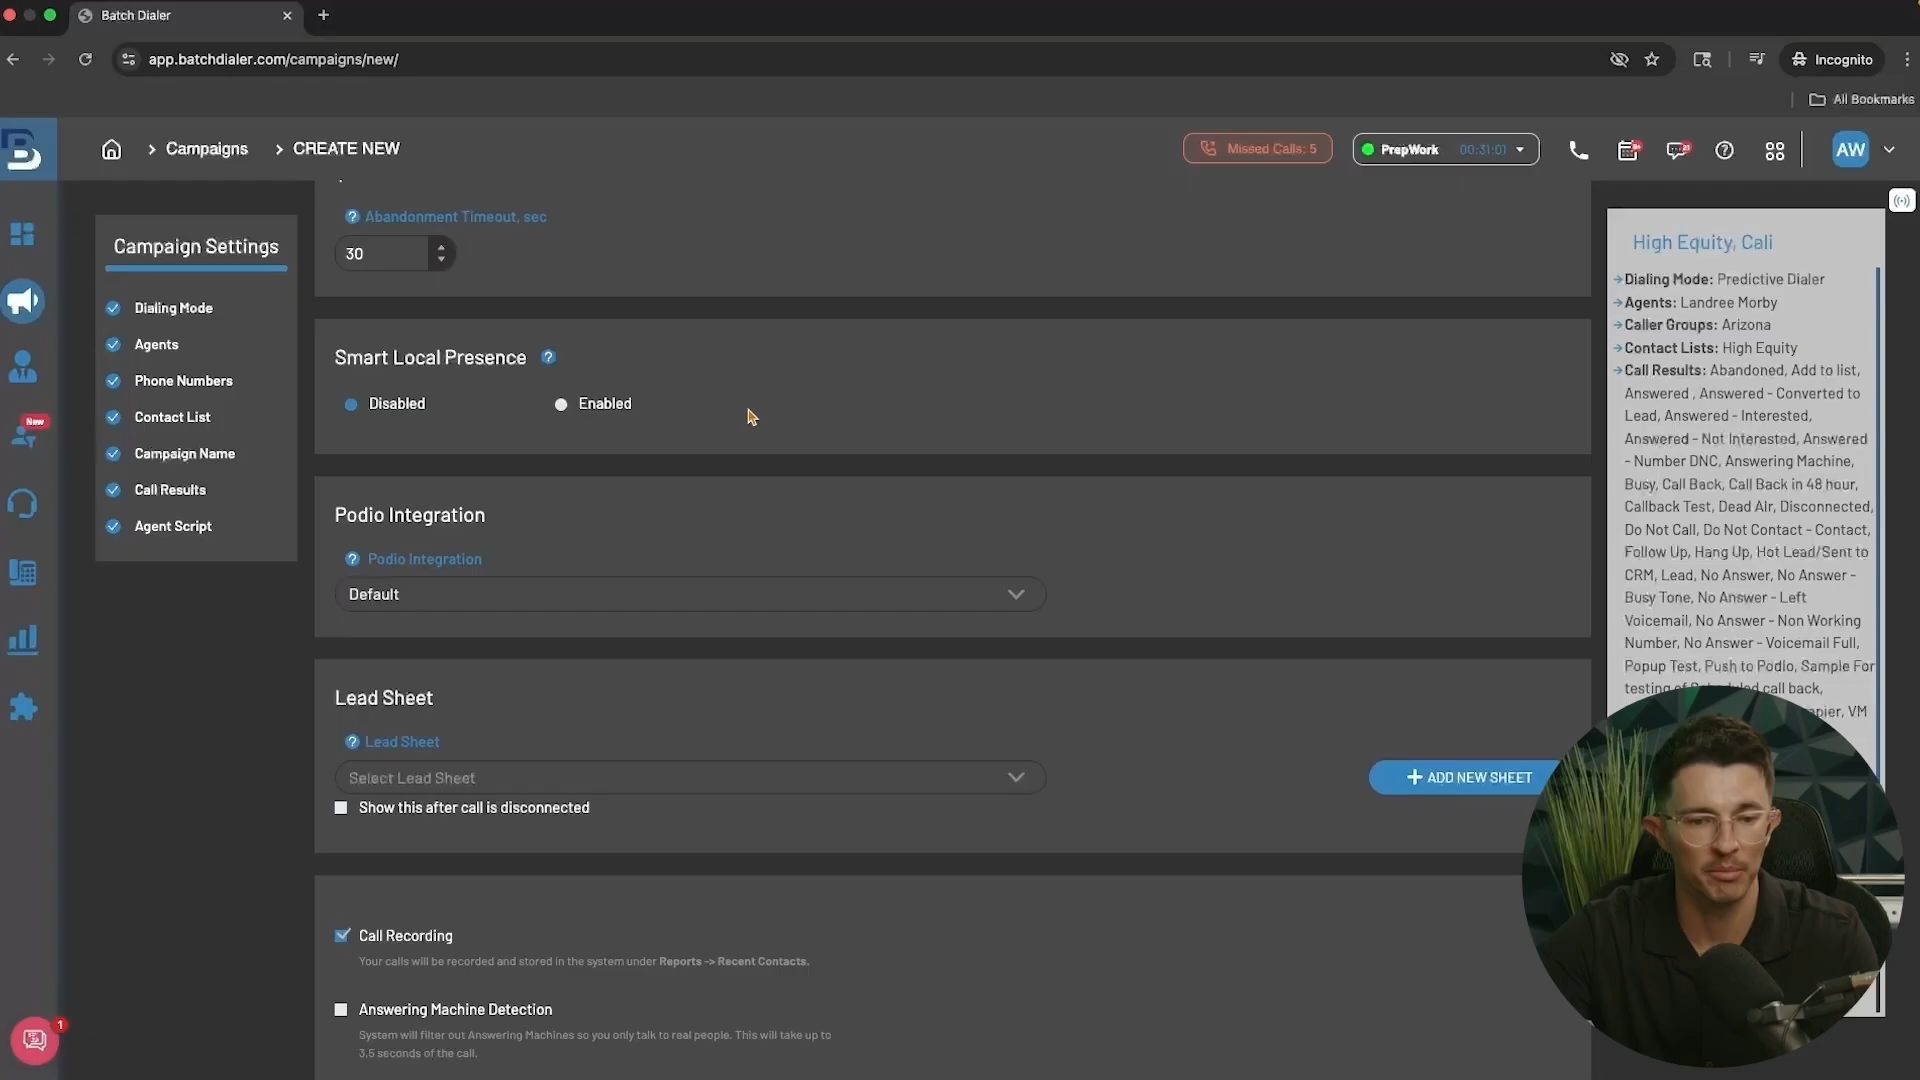 Batch Dialer
app.batchdialer.com/campaigns/new/
Incognito
All Bookmarks
Campaigns
CREATE NEW
Missed Calls: 5
PrepWork 00:31:01
AW
Campaign Settings
Dialing Mode
Agents
Phone Numbers
Contact List
Campaign Name
Call Results
Agent Script
New
1
Abandonment Timeout, sec
30
Smart Local Presence
Disabled
Enabled
Podio Integration
Podio Integration
Default
Lead Sheet
Lead Sheet
Select Lead Sheet
ADD NEW SHEET
Show this after call is disconnected
Call Recording
Your calls will be recorded and stored in the system under Reports -> Recent Contacts.
Answering Machine Detection
System will filter out Answering Machines so you only talk to real people. This will take up to
3,5 seconds of the call.
High Equity, Cali
Dialing Mode: Predictive Dialer
Agents: Landree Morby
Caller Groups: Arizona
Contact Lists: High Equity
Call Results: Abandoned, Add to list,
Answered , Answered - Converted to
Lead, Answered - Interested,
Answered - Not Interested, Answered
- Number DNC, Answering Machine,
Busy, Call Back, Call Back in 48 hour,
Callback Test, Dead Air, Disconnected,
Do Not Call, Do Not Contact - Contact,
Follow Up, Hang Up, Hot Lead/Sent to
CRM, Lead, No Answer, No Answer -
Busy Tone, No Answer - Left
Voicemail, No Answer - Non Working
Number, No Answer - Voicemail Full,
Popup Test, Push to Podio, Sample For
testing of call back,
VM